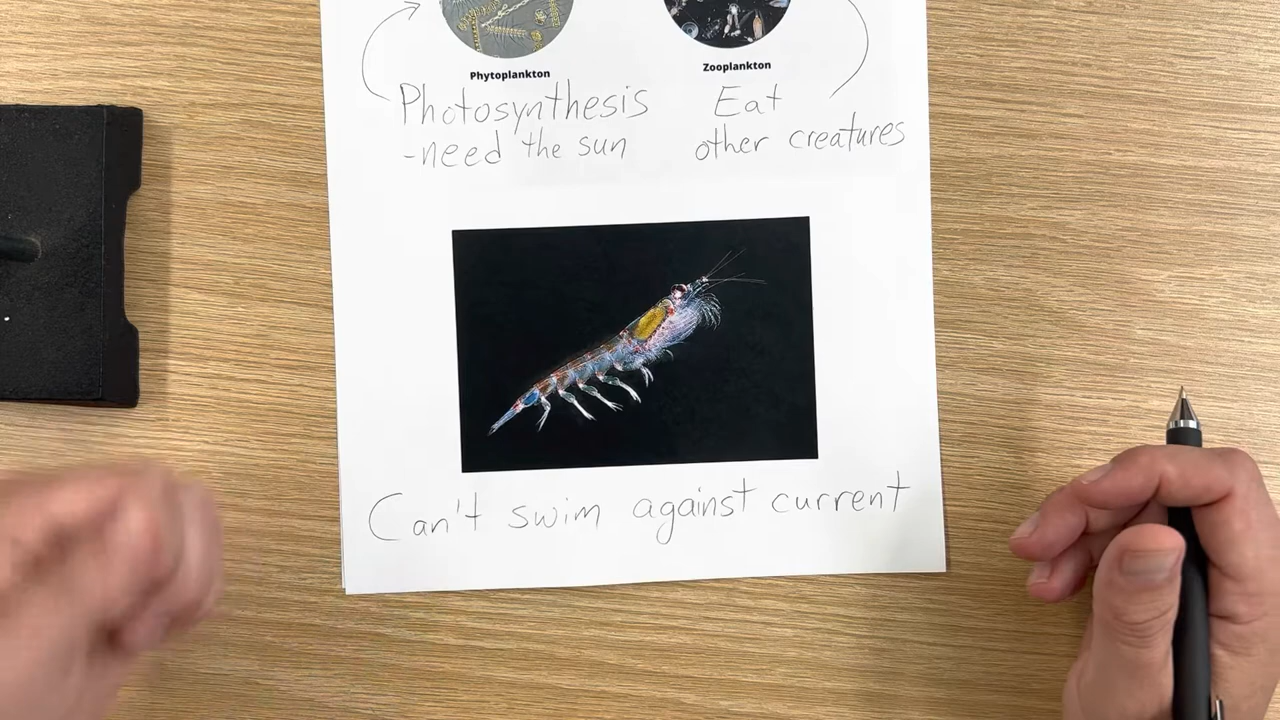 Phytoplankton
Zooplankton
Photosynthesis
-need the sun
Eat
other creatures
Can't swim against current